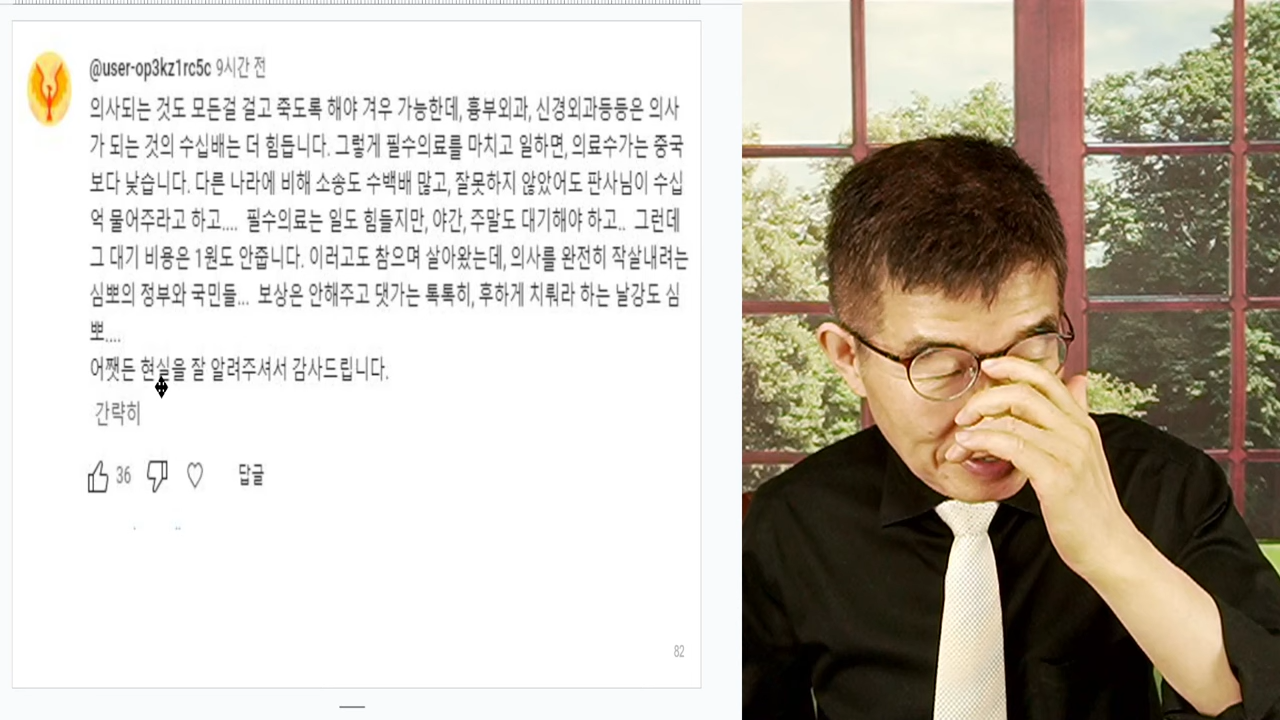 @user-op3kz1rc5c 9시간 전
의사되는 것도 모든걸 걸고 죽도록 해야 겨우 가능한데, 흉부외과, 신경외과등등은 의사
가 되는 것의 수십배는 더 힘듭니다. 그렇게 필수의료를 마치고 일하면, 의료수가는 중국
보다 낮습니다. 다른 나라에 비해 소송도 수백배 많고, 잘못하지 않았어도 판사님이 수십
억 물어주라고 하고.... 필수의료는 일도 힘들지만, 야간, 주말도 대기해야 하고.. 그런데
그 대기 비용은 1원도 안줍니다. 이러고도 참으며 살아왔는데, 의사를 완전히 작살내려는
심뽀의 정부와 국민들... 보상은 안해주고 댓가는 톡톡히, 후하게 치뤄라 하는 날강도 심
뽀....
어쨋든 현실을 잘 알려주셔서 감사드립니다.
간략히
36 답글
82